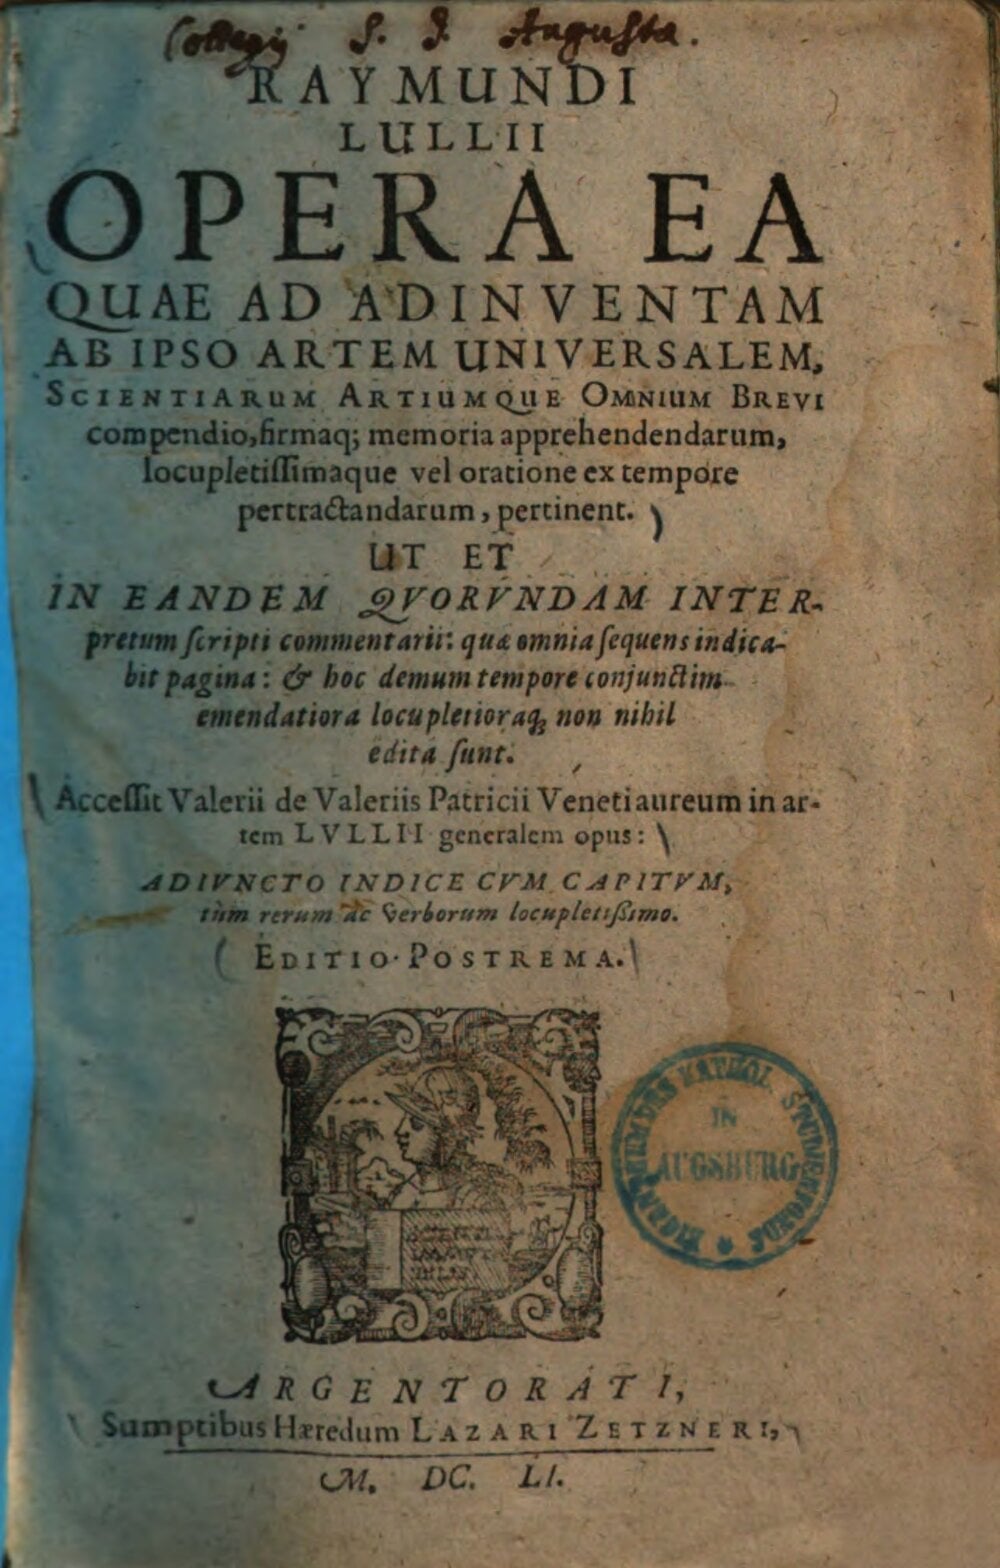 Collegij S. J. Augusta.
RAYMUNDI
LULLII
OPERA EA
QUAE AD ADINVENTAM
AB IPSO ARTEM UNIVERSALEM,
SCIENTIARUM ARTIUMQUE OMNIUM BREVI
compendio, firmaq; memoria apprehendendarum,
locupletissimaque vel oratione ex tempore
pertractandarum, pertinent.
UT ET
IN EANDEM QVORVNDAM INTER-
pretum scripti commentarii: quæ omnia sequens indica-
bit pagina: & hoc demum tempore conjunctim
emendatiora locupletioraq; non nihil
edita sunt.
Accessit Valerii de Valeriis Patricii Veneti aureum in ar-
tem LVLLII generalem opus:
ADIVNCTO INDICE CVM CAPITVM,
tùm rerum ac verborum locupletißimo.
EDITIO POSTREMA.
KATHOL. STUDIENFONDS
IN
AUGSBURG
ARGENTORATI,
Sumptibus Hæredum LAZARI ZETZNERI,
M. DC. LI.